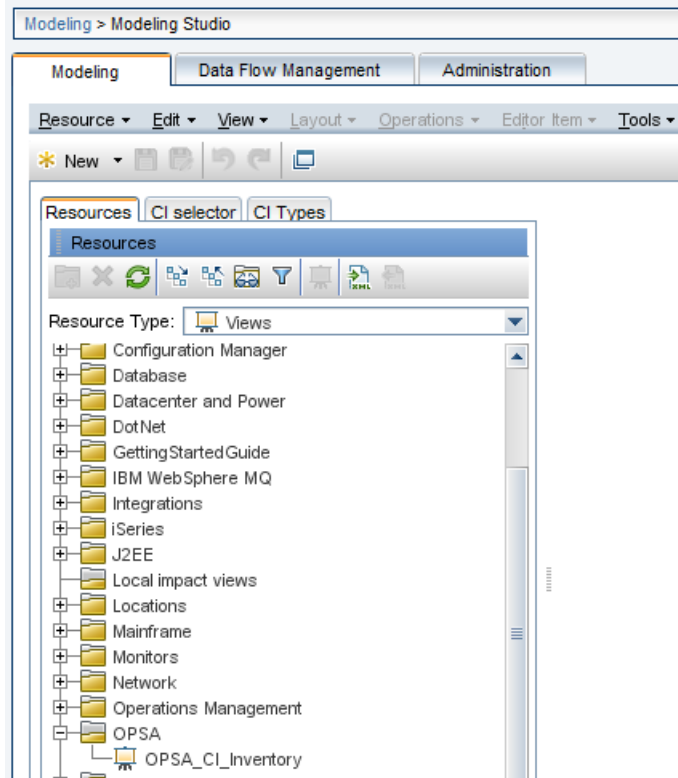 Modeling > Modeling Studio
Modeling Data Flow Management Administration
Resource Edit View Layout Operations Editor Item Tools
New
Resources CI selector CI Types
Resources
XML XML
Resource Type: Views
Configuration Manager
Database
Datacenter and Power
DotNet
GettingStartedGuide
IBM WebSphere MQ
Integrations
iSeries
J2EE
Local impact views
Locations
Mainframe
Monitors
Network
Operations Management
OPSA
OPSA_CI_Inventory